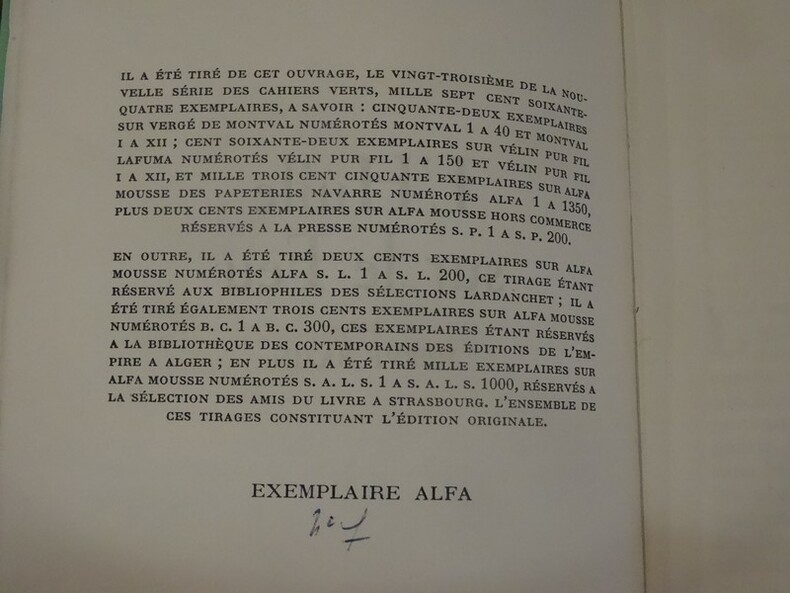 IL A ÉTÉ TIRÉ DE CET OUVRAGE, LE VINGT-TROISIÈME DE LA NOU-
VELLE SÉRIE DES CAHIERS VERTS, MILLE SEPT CENT SOIXANTE-
QUATRE EXEMPLAIRES, A SAVOIR : CINQUANTE-DEUX EXEMPLAIRES
SUR VERGÉ DE MONTVAL NUMÉROTÉS MONTVAL 1 A 40 ET MONTVAL
I A XII ; CENT SOIXANTE-DEUX EXEMPLAIRES SUR VÉLIN PUR FIL
LAFUMA NUMÉROTÉS VÉLIN PUR FIL 1 A 150 ET VÉLIN PUR FIL
I A XII, ET MILLE TROIS CENT CINQUANTE EXEMPLAIRES SUR ALFA
MOUSSE DES PAPETERIES NAVARRE NUMÉROTÉS ALFA 1 A 1350,
PLUS DEUX CENTS EXEMPLAIRES SUR ALFA MOUSSE HORS COMMERCE
RÉSERVÉS A LA PRESSE NUMÉROTÉS S. P. 1 A S. P. 200.
EN OUTRE, IL A ÉTÉ TIRÉ DEUX CENTS EXEMPLAIRES SUR ALFA
MOUSSE NUMÉROTÉS ALFA S. L. 1 A S. L. 200, CE TIRAGE ÉTANT
RÉSERVÉ AUX BIBLIOPHILES DES SÉLECTIONS LARDANCHET ; IL A
ÉTÉ TIRÉ ÉGALEMENT TROIS CENTS EXEMPLAIRES SUR ALFA MOUSSE
NUMÉROTÉS B. C. 1 A B. C. 300, CES EXEMPLAIRES ÉTANT RÉSERVÉS
A LA BIBLIOTHÈQUE DES CONTEMPORAINS DES ÉDITIONS DE L'EM-
PIRE A ALGER ; EN PLUS IL A ÉTÉ TIRÉ MILLE EXEMPLAIRES SUR
ALFA MOUSSE NUMÉROTÉS S. A. L. S. 1 A S. A. L. S. 1000, RÉSERVÉS A
LA SÉLECTION DES AMIS DU LIVRE A STRASBOURG. L'ENSEMBLE DE
CES TIRAGES CONSTITUANT L'ÉDITION ORIGINALE.
EXEMPLAIRE ALFA